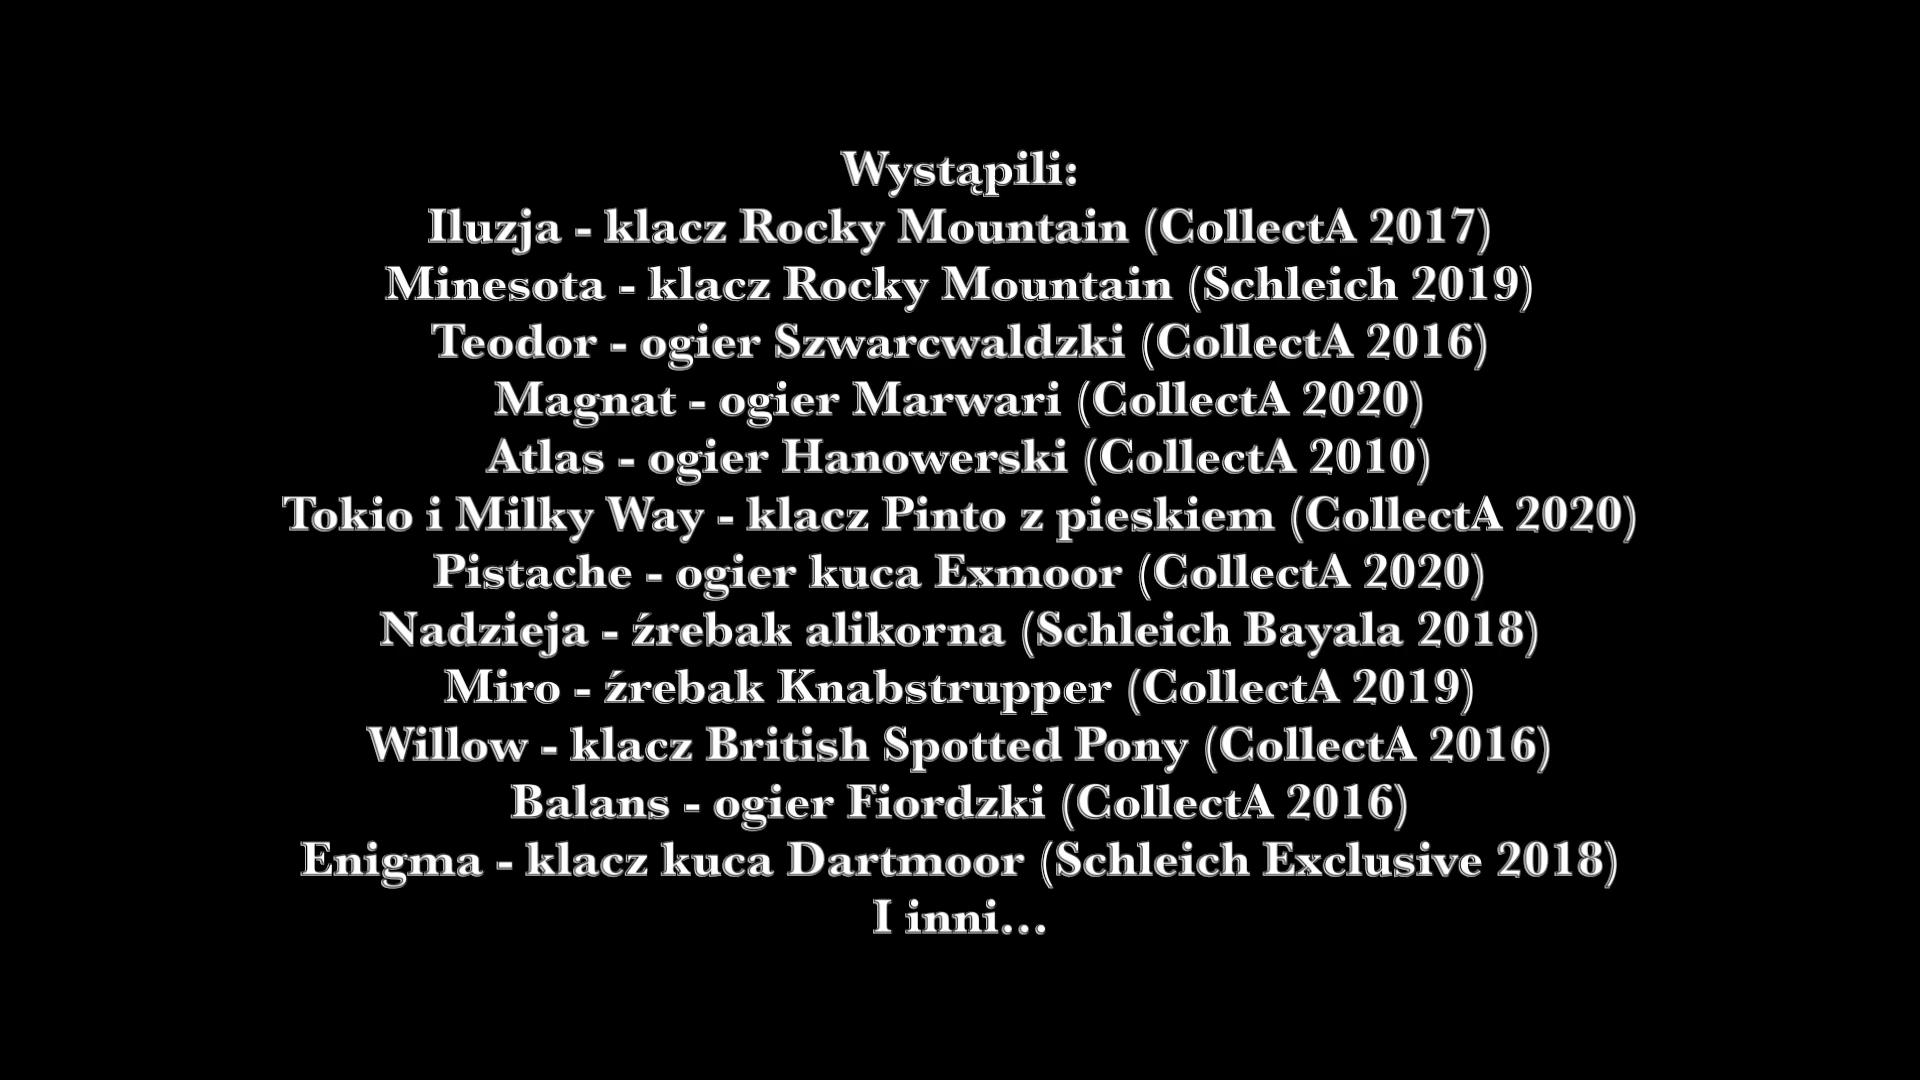 Wystąpili:
Iluzja - klacz Rocky Mountain (CollectA 2017)
Minesota - klacz Rocky Mountain (Schleich 2019)
Teodor - ogier Szwarcwaldzki (CollectA 2016)
Magnat - ogier Marwari (CollectA 2020)
Atlas - ogier Hanowerski (CollectA 2010)
Tokio i Milky Way - klacz Pinto z pieskiem (CollectA 2020)
Pistache - ogier kuca Exmoor (CollectA 2020)
Nadzieja - źrebak alikorna (Schleich Bayala 2018)
Miro - źrebak Knabstrupper (CollectA 2019)
Willow - klacz British Spotted Pony (CollectA 2016)
Balans - ogier Fiordzki (CollectA 2016)
Enigma - klacz kuca Dartmoor (Schleich Exclusive 2018)
I inni...